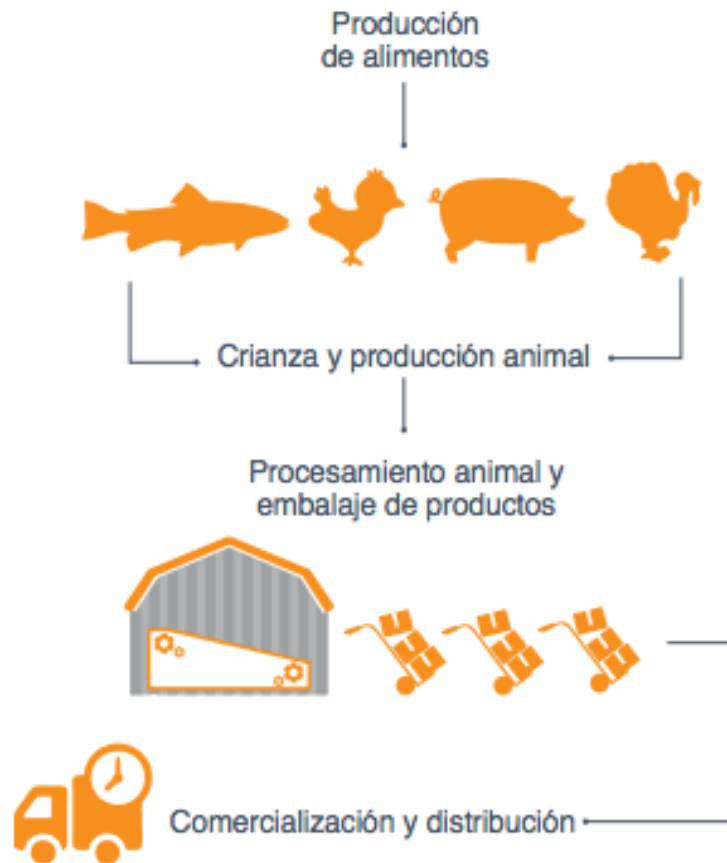 Producción
de alimentos
Crianza y producción animal
Procesamiento animal y
embalaje de productos
Comercialización y distribución